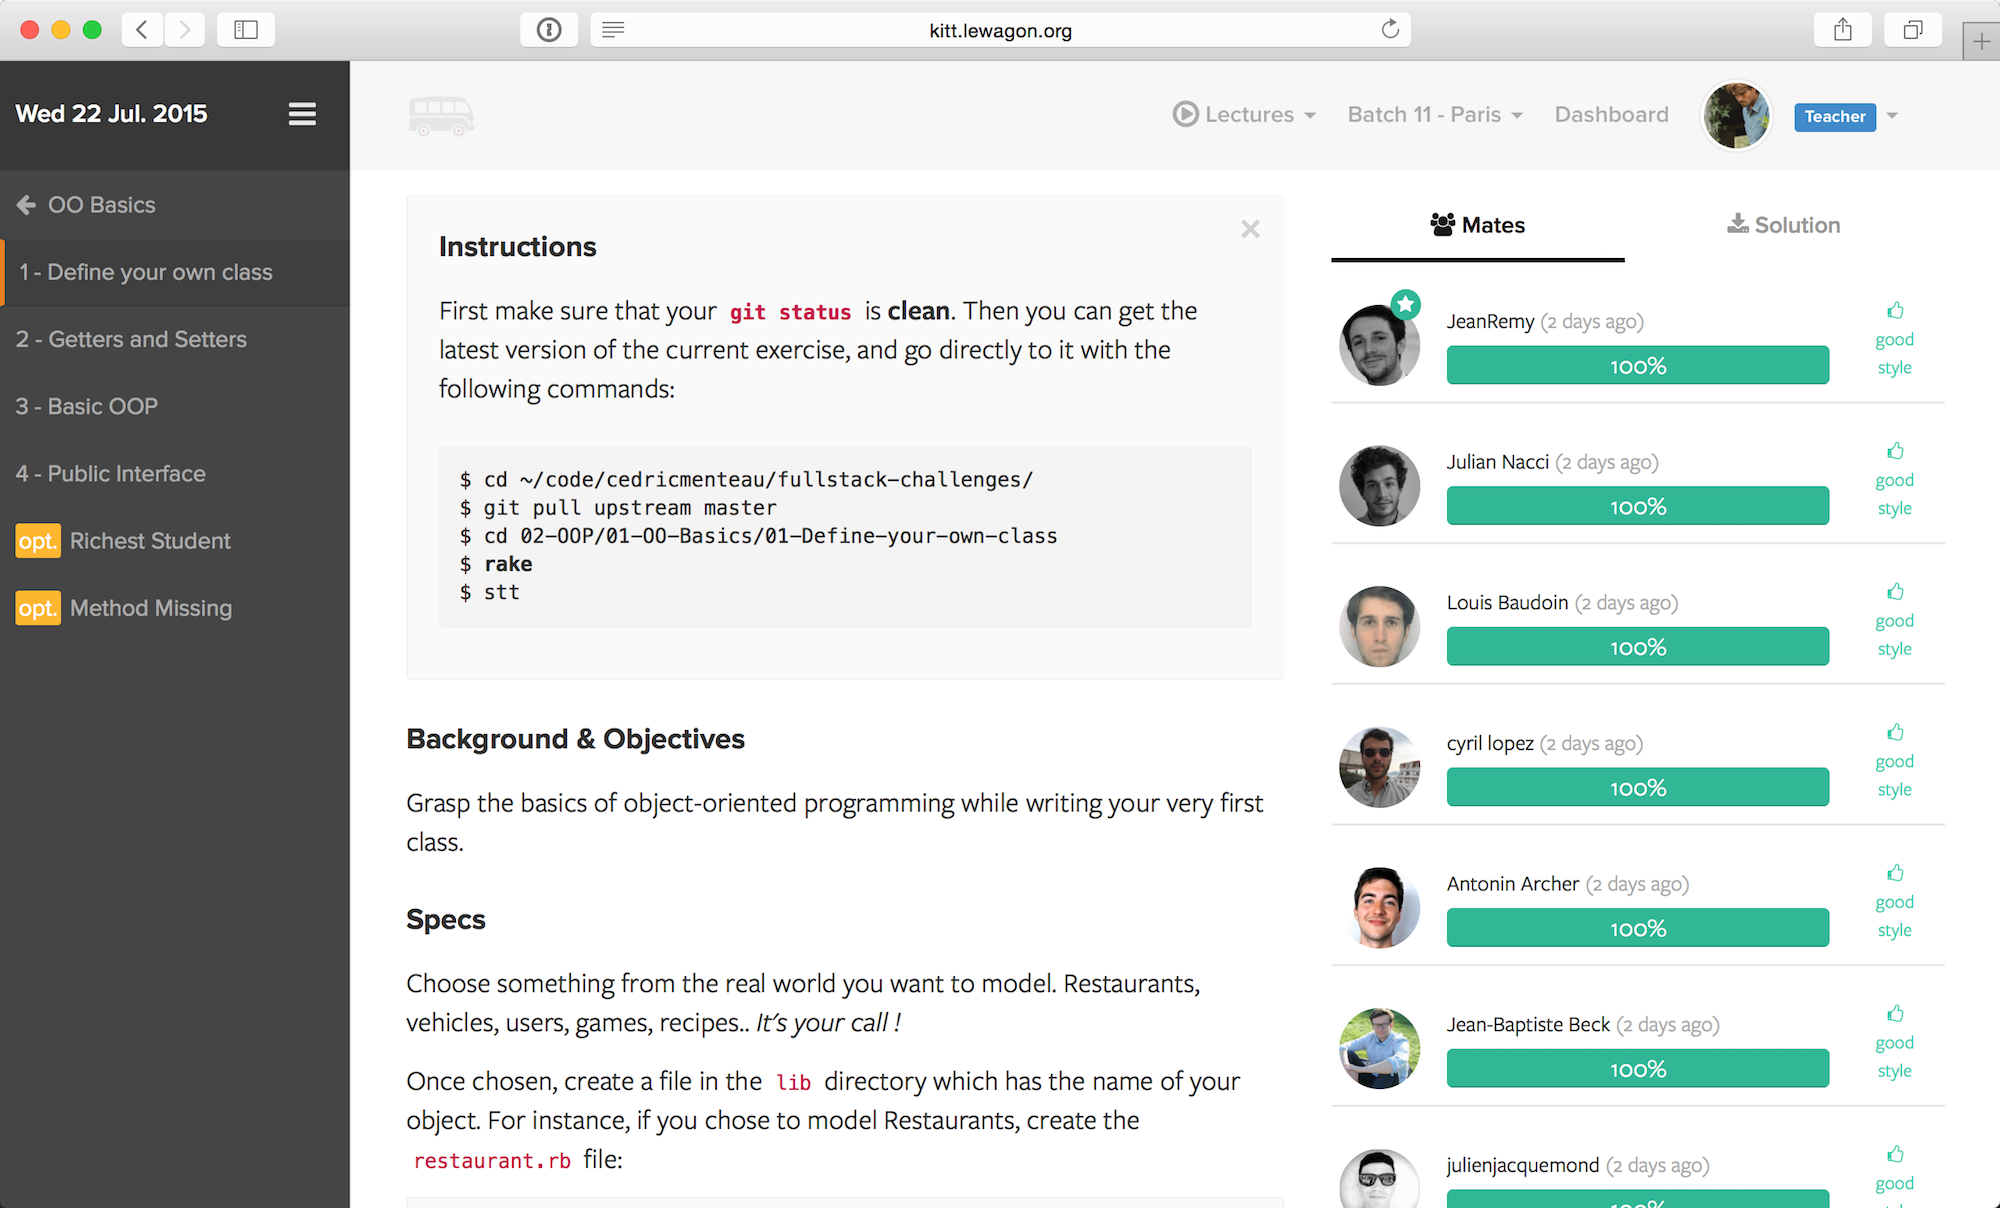 kitt.lewagon.org
Wed 22 Jul. 2015
Lectures
Batch 11 - Paris
Dashboard
Teacher
OO Basics
1 - Define your own class
2 - Getters and Setters
3 - Basic OOP
4 - Public Interface
opt. Richest Student
opt. Method Missing
Instructions
First make sure that your git status is clean. Then you can get the
latest version of the current exercise, and go directly to it with the
following commands:
$ cd ~/code/cedricmenteau/fullstack-challenges/
$ git pull upstream master
$ cd 02-OOP/01-OO-Basics/01-Define-your-own-class
$ rake
$ stt
Background & Objectives
Grasp the basics of object-oriented programming while writing your very first
class.
Specs
Choose something from the real world you want to model. Restaurants,
vehicles, users, games, recipes.. It's your call !
Once chosen, create a file in the lib directory which has the name of your
object. For instance, if you chose to model Restaurants, create the
restaurant.rb file:
Mates
Solution
JeanRemy (2 days ago)
100%
good
style
Julian Nacci (2 days ago)
100%
good
style
Louis Baudoin (2 days ago)
100%
good
style
cyril lopez (2 days ago)
100%
good
style
Antonin Archer (2 days ago)
100%
good
style
Jean-Baptiste Beck (2 days ago)
100%
good
style
julienjacquemond (2 days ago)
100%
good